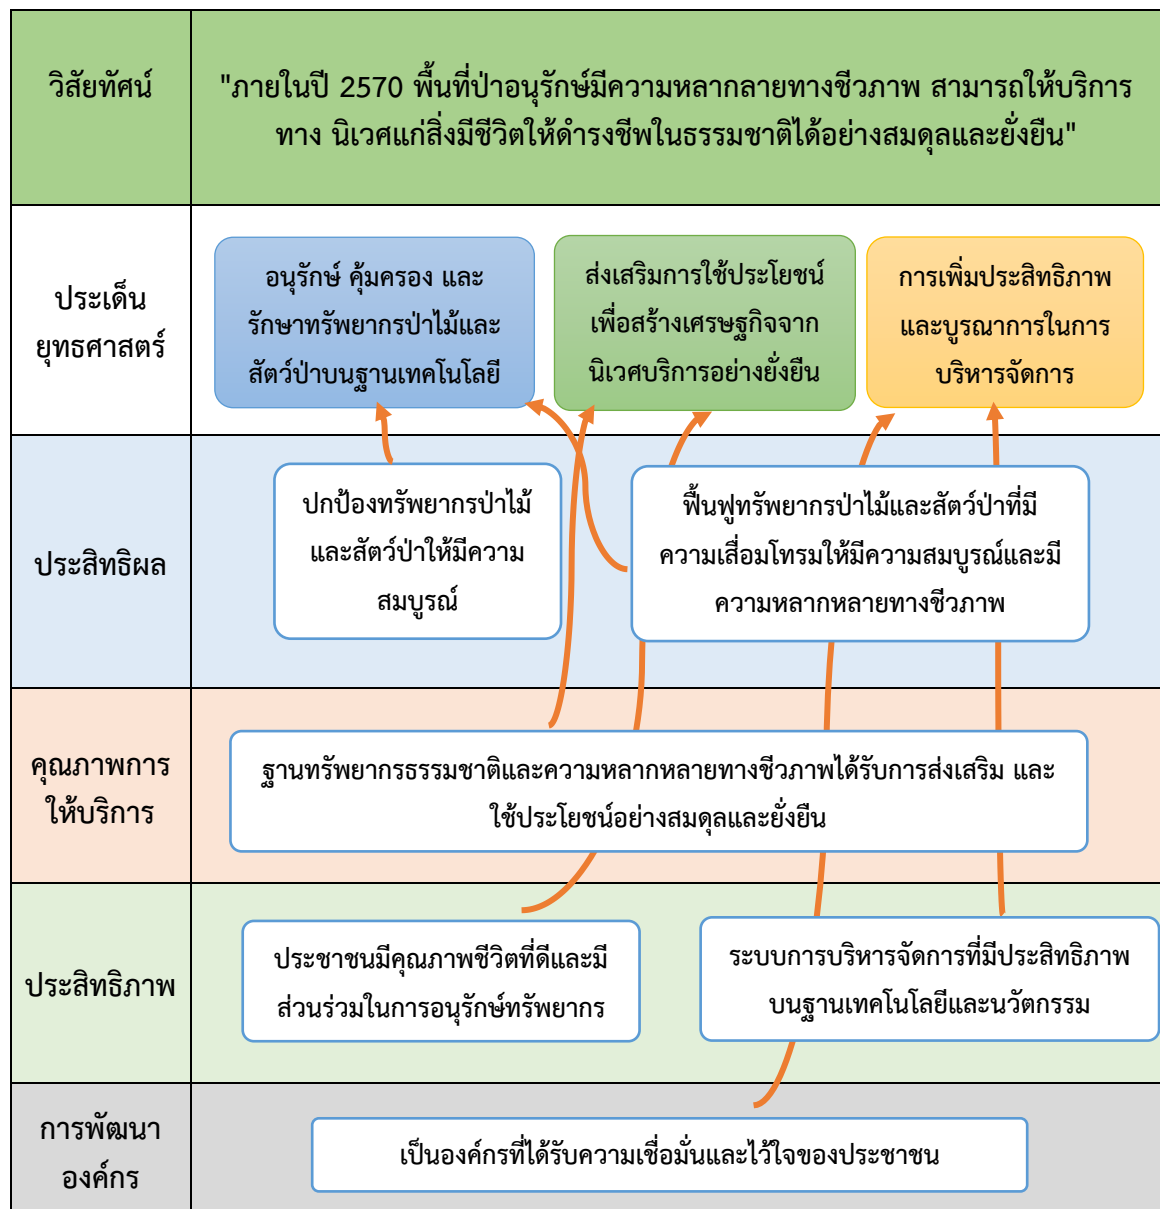 วิสัยทัศน์
"ภายในปี 2570 พื้นที่ป่าอนุรักษ์มีความหลากลายทางชีวภาพ สามารถให้บริการ
ทาง นิเวศแก่สิ่งมีชีวิตให้ดำรงชีพในธรรมชาติได้อย่างสมดุลและยั่งยืน"
ประเด็น
ยุทธศาสตร์
อนุรักษ์ คุ้มครอง และ
รักษาทรัพยากรป่าไม้และ
สัตว์ป่าบนฐานเทคโนโลยี
ส่งเสริมการใช้ประโยชน์
เพื่อสร้างเศรษฐกิจจาก
นิเวศบริการอย่างยั่งยืน
การเพิ่มประสิทธิภาพ
และบูรณาการในการ
บริหารจัดการ
ประสิทธิผล
ปกป้องทรัพยากรป่าไม้
และสัตว์ป่าให้มีความ
สมบูรณ์
ฟื้นฟูทรัพยากรป่าไม้และสัตว์ป่าที่มี
ความเสื่อมโทรมให้มีความสมบูรณ์และมี
ความหลากหลายทางชีวภาพ
คุณภาพการ
ให้บริการ
ฐานทรัพยากรธรรมชาติและความหลากหลายทางชีวภาพได้รับการส่งเสริม และ
ใช้ประโยชน์อย่างสมดุลและยั่งยืน
ประสิทธิภาพ
ประชาชนมีคุณภาพชีวิตที่ดีและมี
ส่วนร่วมในการอนุรักษ์ทรัพยากร
ระบบการบริหารจัดการที่มีประสิทธิภาพ
บนฐานเทคโนโลยีและนวัตกรรม
การพัฒนา
องค์กร
เป็นองค์กรที่ได้รับความเชื่อมั่นและไว้ใจของประชาชน